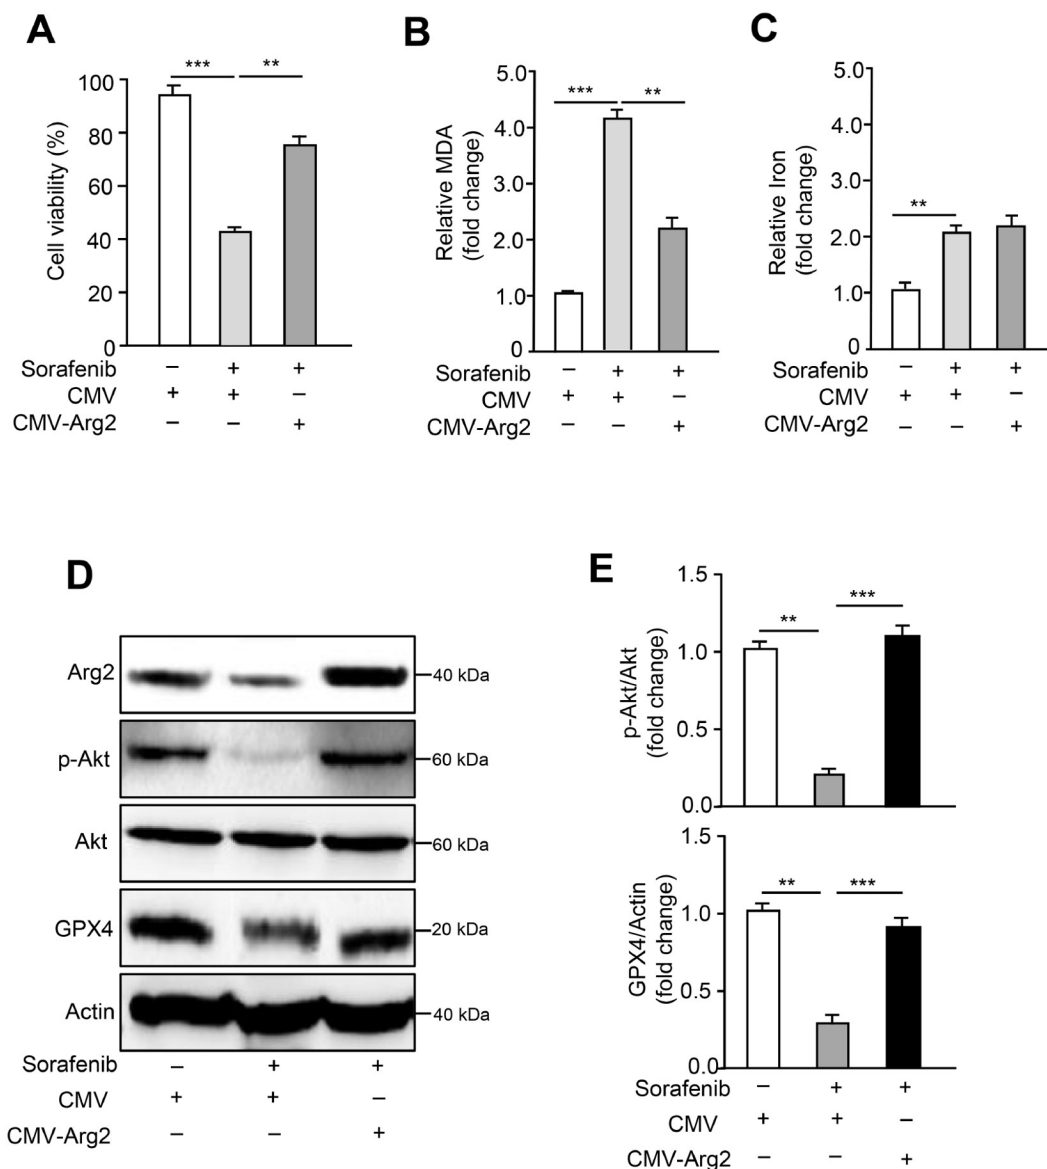 A
Cell viability (%)
100
80
60
40
20
0
*** **
Sorafenib – + +
CMV + + –
CMV-Arg2 – – +
B
Relative MDA
(fold change)
5.0
4.0
2.0
1.0
0
*** **
Sorafenib – + +
CMV + + –
CMV-Arg2 – – +
C
Relative Iron
(fold change)
5.0
4.0
2.0
1.0
0
**
Sorafenib – + +
CMV + + –
CMV-Arg2 – – +
D
Arg2 40 kDa
p-Akt 60 kDa
Akt 60 kDa
GPX4 20 kDa
Actin 40 kDa
Sorafenib – + +
CMV + + –
CMV-Arg2 – – +
E
p-Akt/Akt
(fold change)
1.5
1.0
0.5
0.0
** ***
GPX4/Actin
(fold change)
1.5
1.0
0.5
0.0
** ***
Sorafenib – + +
CMV + + –
CMV-Arg2 – – +